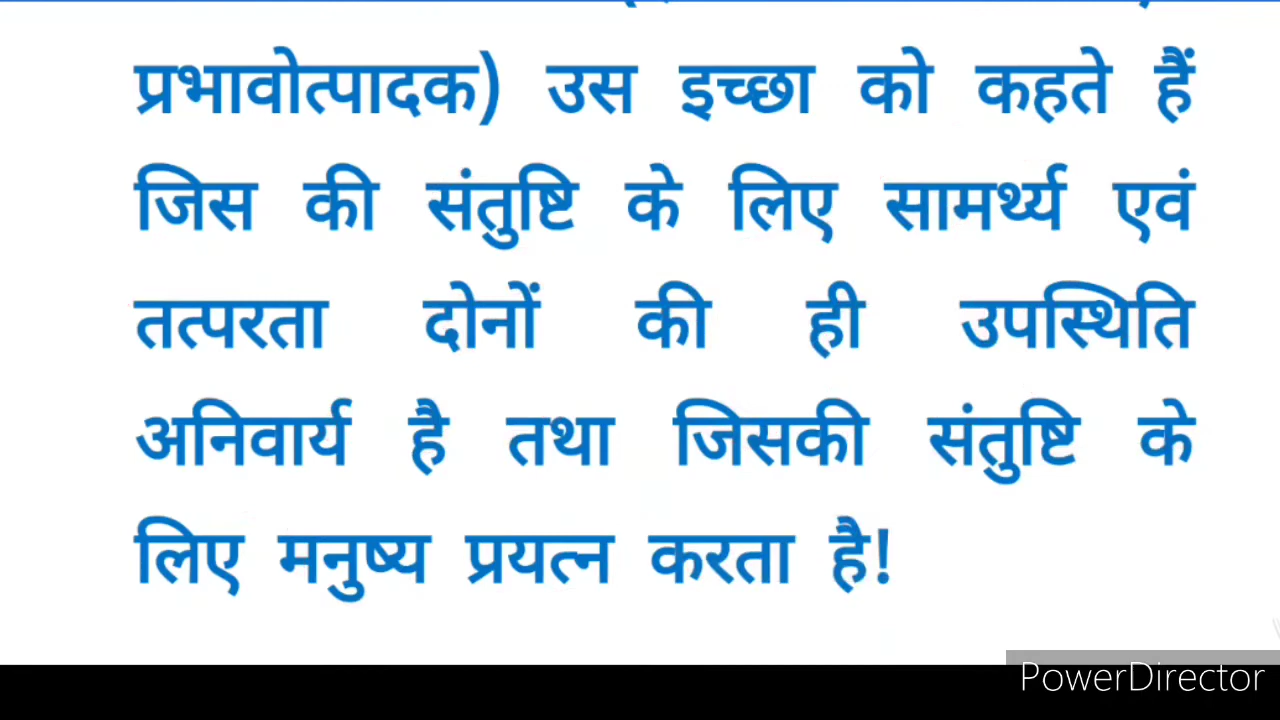 प्रभावोत्पादक) उस इच्छा को कहते हैं
जिस की संतुष्टि के लिए सामर्थ्य एवं
तत्परता दोनों की ही उपस्थिति
अनिवार्य है तथा जिसकी संतुष्टि के
लिए मनुष्य प्रयत्न करता है!
PowerDirector